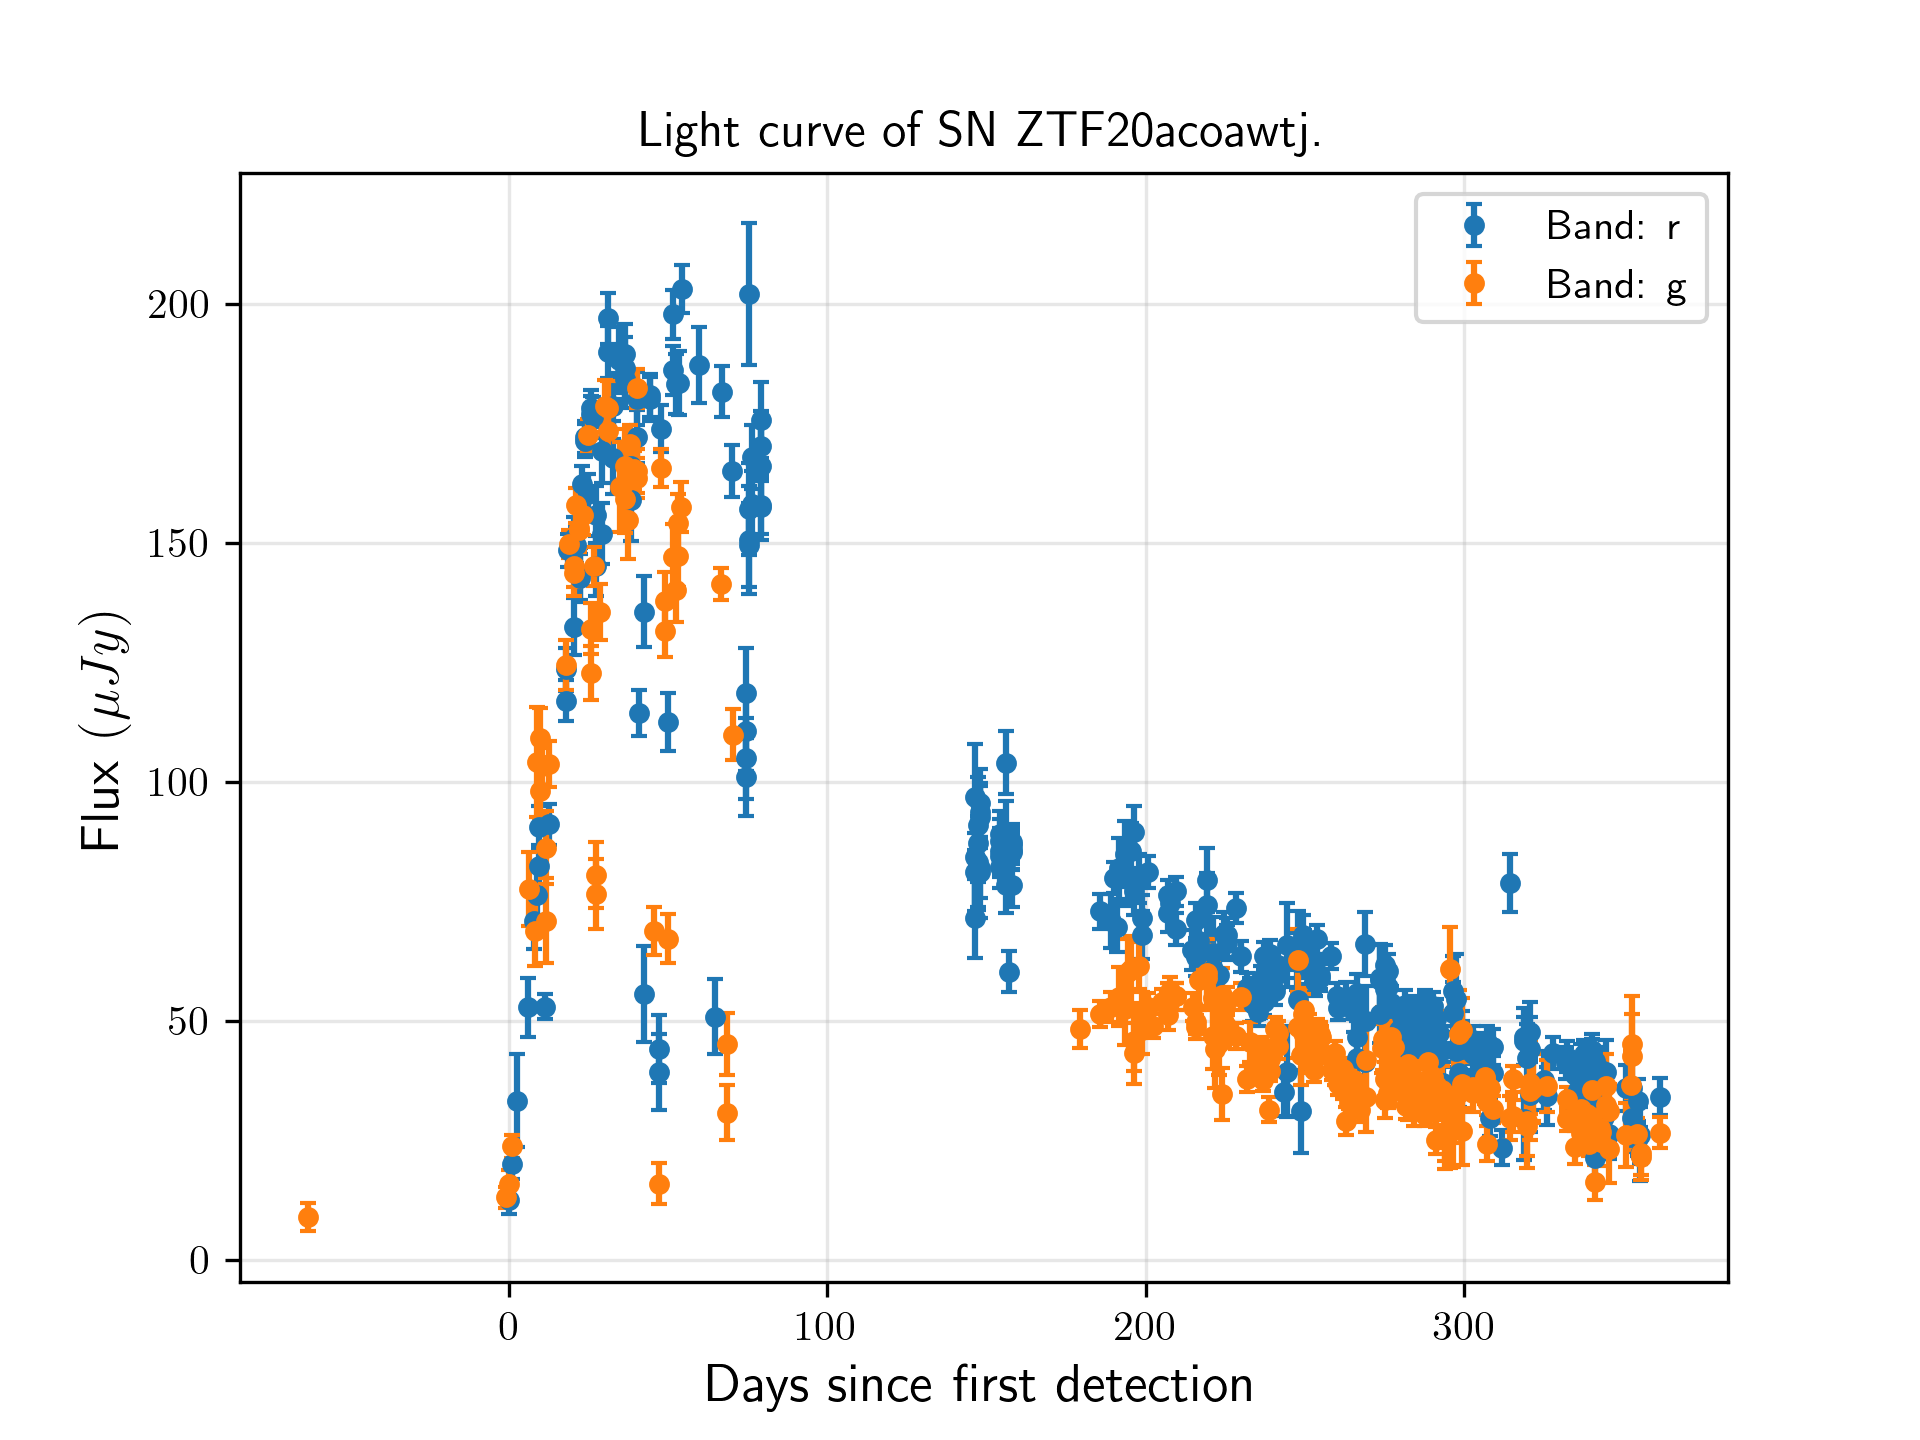 Light curve of SN ZTF20acoawtj.
Band: r
Band: g
200
150
100
50
0
Flux (μJy)
0 100 200 300
Days since first detection